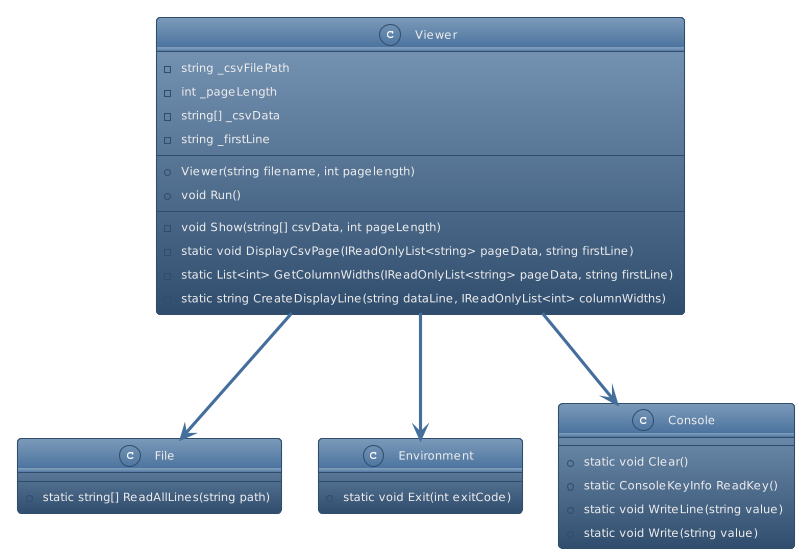 C Viewer
string _csvFilePath
int _pageLength
string[] _csvData
string _firstLine
Viewer(string filename, int pagelength)
void Run()
void Show(string[] csvData, int pageLength)
static void DisplayCsvPage(IReadOnlyList<string> pageData, string firstLine)
static List<int> GetColumnWidths(IReadOnlyList<string> pageData, string firstLine)
static string CreateDisplayLine(string dataLine, IReadOnlyList<int> columnWidths)
C File
static string[] ReadAllLines(string path)
C Environment
static void Exit(int exitCode)
C Console
static void Clear()
static ConsoleKeyInfo ReadKey()
static void WriteLine(string value)
static void Write(string value)